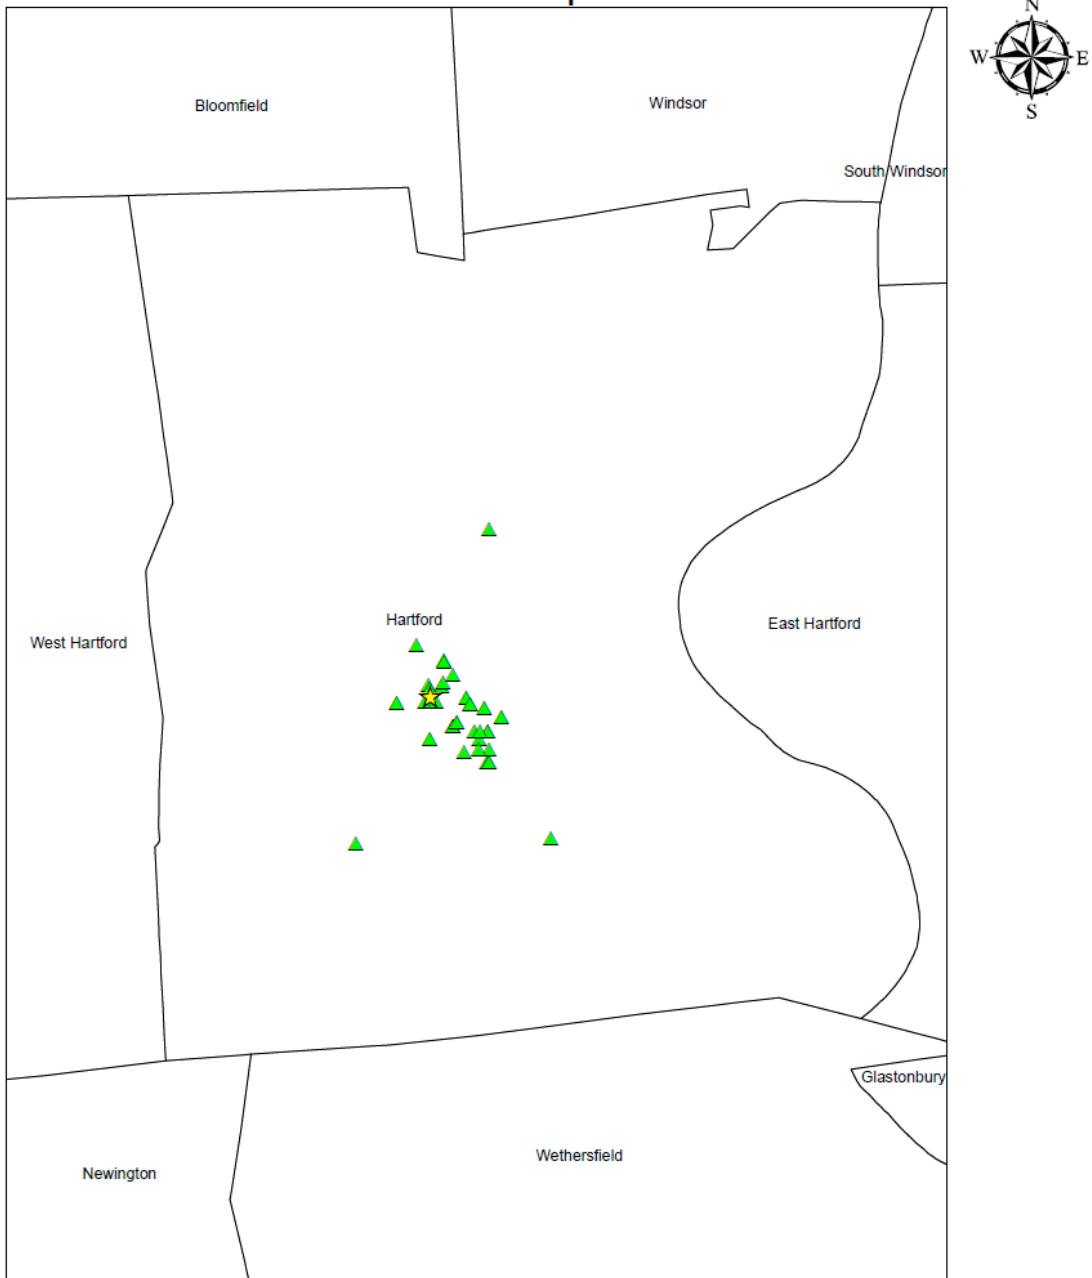 N
W E
S
Bloomfield
Windsor
South Windsor
Hartford
West Hartford
East Hartford
Glastonbury
Wethersfield
Newington